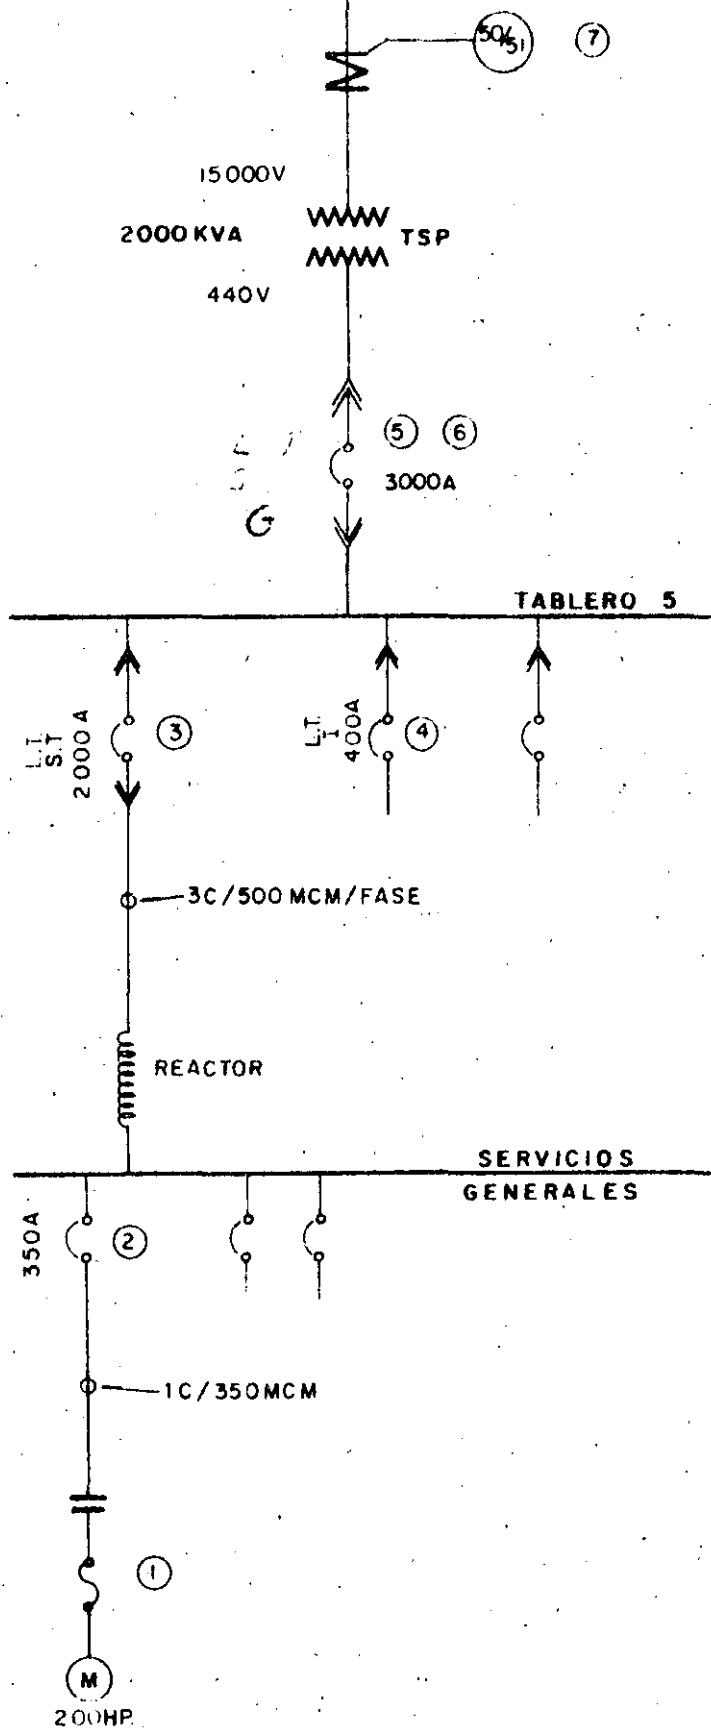 50/51 7
15000V
2000 KVA TSP
440V
5 6
3000A
G
TABLERO 5
L.T.
S.T
2000A
3
L.T.
I
400A
4
3C/500 MCM/FASE
REACTOR
SERVICIOS
GENERALES
350A
2
1C/350MCM
1
M
200HP.